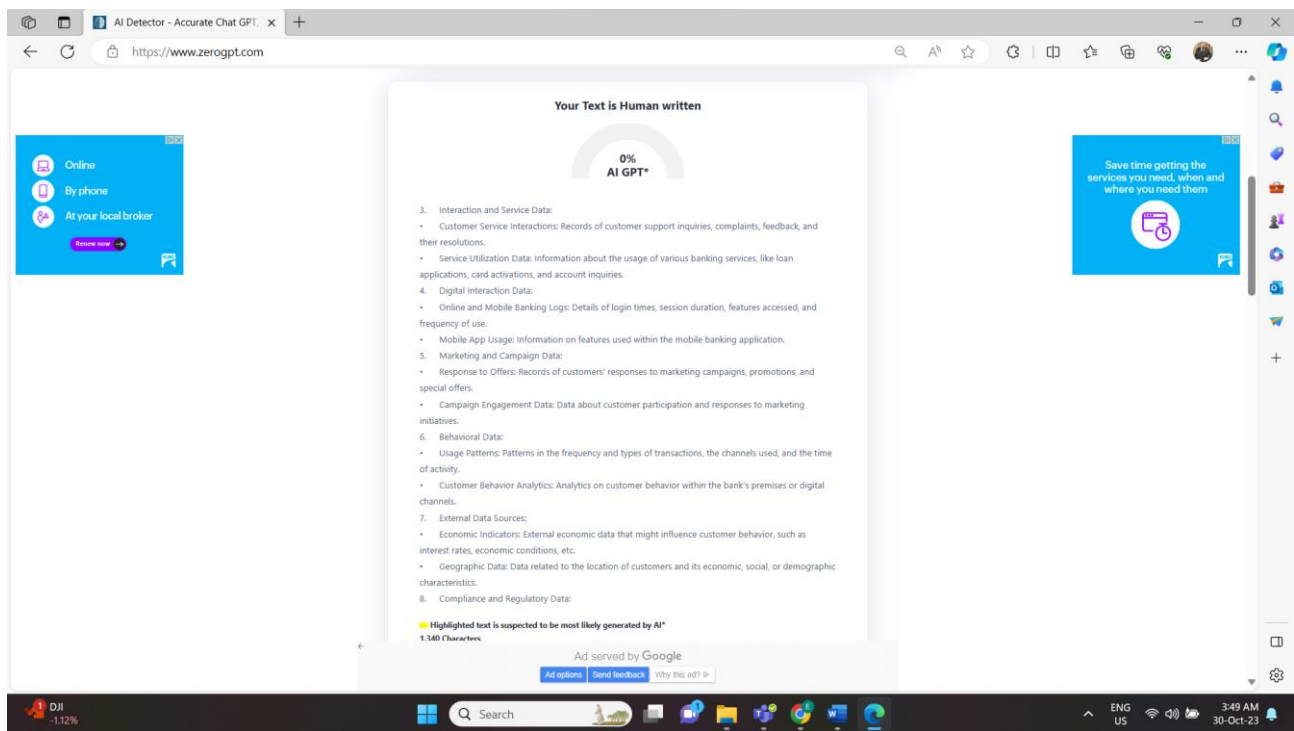 AI Detector - Accurate Chat GPT,
https://www.zerogpt.com
Your Text is Human written
0%
AI GPT*
Online
By phone
At your local broker
Renew now
Save time getting the
services you need, when and
where you need them
3. Interaction and Service Data:
• Customer Service Interactions: Records of customer support inquiries, complaints, feedback, and
their resolutions.
• Service Utilization Data: Information about the usage of various banking services, like loan
applications, card activations, and account inquiries.
4. Digital Interaction Data:
• Online and Mobile Banking Logs: Details of login times, session duration, features accessed, and
frequency of use.
• Mobile App Usage: Information on features used within the mobile banking application.
5. Marketing and Campaign Data:
• Response to Offers: Records of customers' responses to marketing campaigns, promotions, and
special offers.
• Campaign Engagement Data: Data about customer participation and responses to marketing
initiatives.
6. Behavioral Data:
• Usage Patterns: Patterns in the frequency and types of transactions, the channels used, and the time
of activity.
• Customer Behavior Analytics: Analytics on customer behavior within the bank's premises or digital
channels.
7. External Data Sources:
• Economic Indicators: External economic data that might influence customer behavior, such as
interest rates, economic conditions, etc.
• Geographic Data: Data related to the location of customers and its economic, social, or demographic
characteristics.
8. Compliance and Regulatory Data:
Highlighted text is suspected to be most likely generated by AI*
1,340 Characters
Ad served by Google
Ad options Send feedback Why this ad?
1
DJI
-1.12%
Search
ENG
US
3:49 AM
30-Oct-23